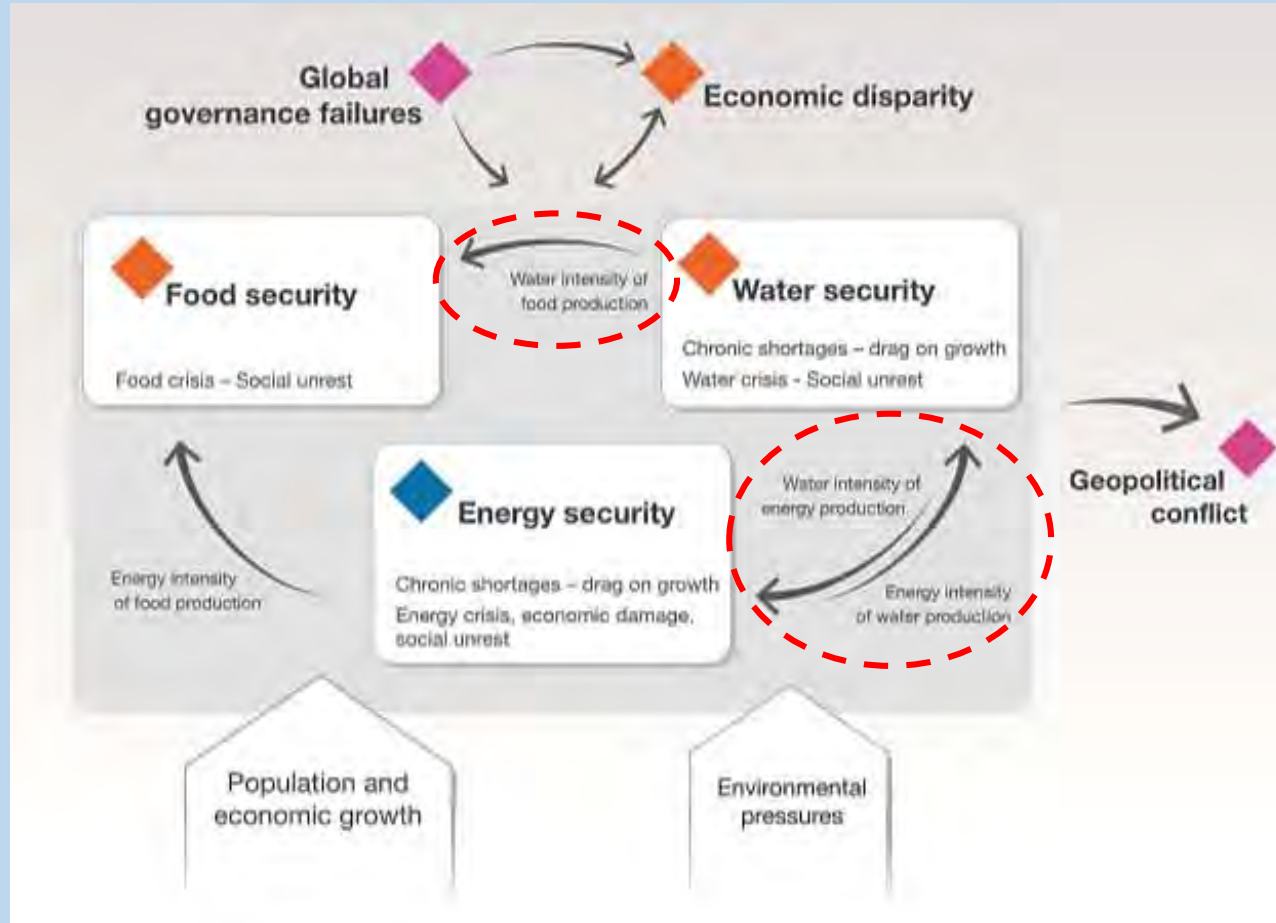 Global
governance failures
Economic disparity
Food security
Food crisis – Social unrest
Water intensity of
food production
Water security
Chronic shortages – drag on growth
Water crisis - Social unrest
Energy security
Chronic shortages – drag on growth
Energy crisis, economic damage,
social unrest
Water intensity of
energy production
Energy intensity
of water production
Energy intensity
of food production
Geopolitical
conflict
Population and
economic growth
Environmental
pressures